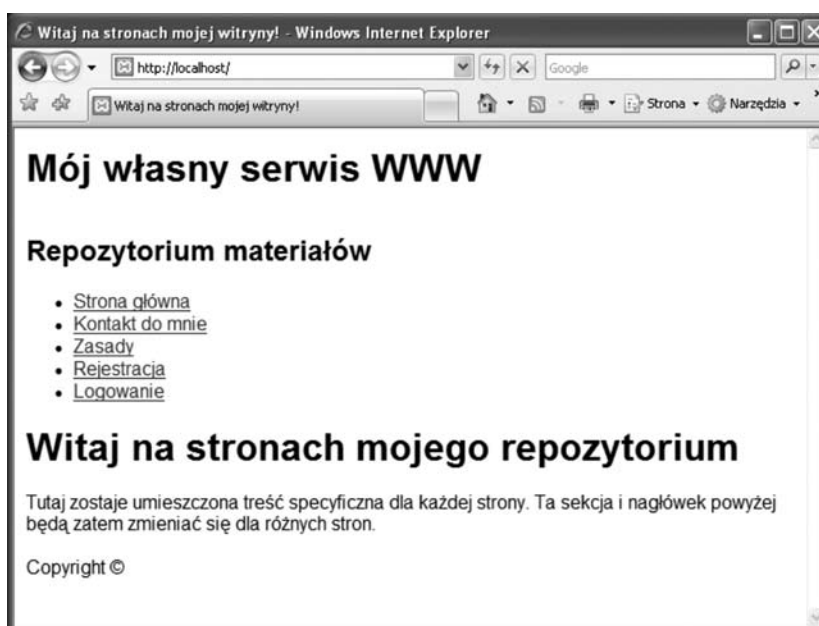 Witaj na stronach mojej witryny! - Windows Internet Explorer
http://localhost/
Google
Witaj na stronach mojej witryny!
Strona
Narzędzia
Mój własny serwis WWW
Repozytorium materiałów
Strona główna
Kontakt do mnie
Zasady
Rejestracja
Logowanie
Witaj na stronach mojego repozytorium
Tutaj zostaje umieszczona treść specyficzna dla każdej strony. Ta sekcja i nagłówek powyżej
będą zatem zmieniać się dla różnych stron.
Copyright ©